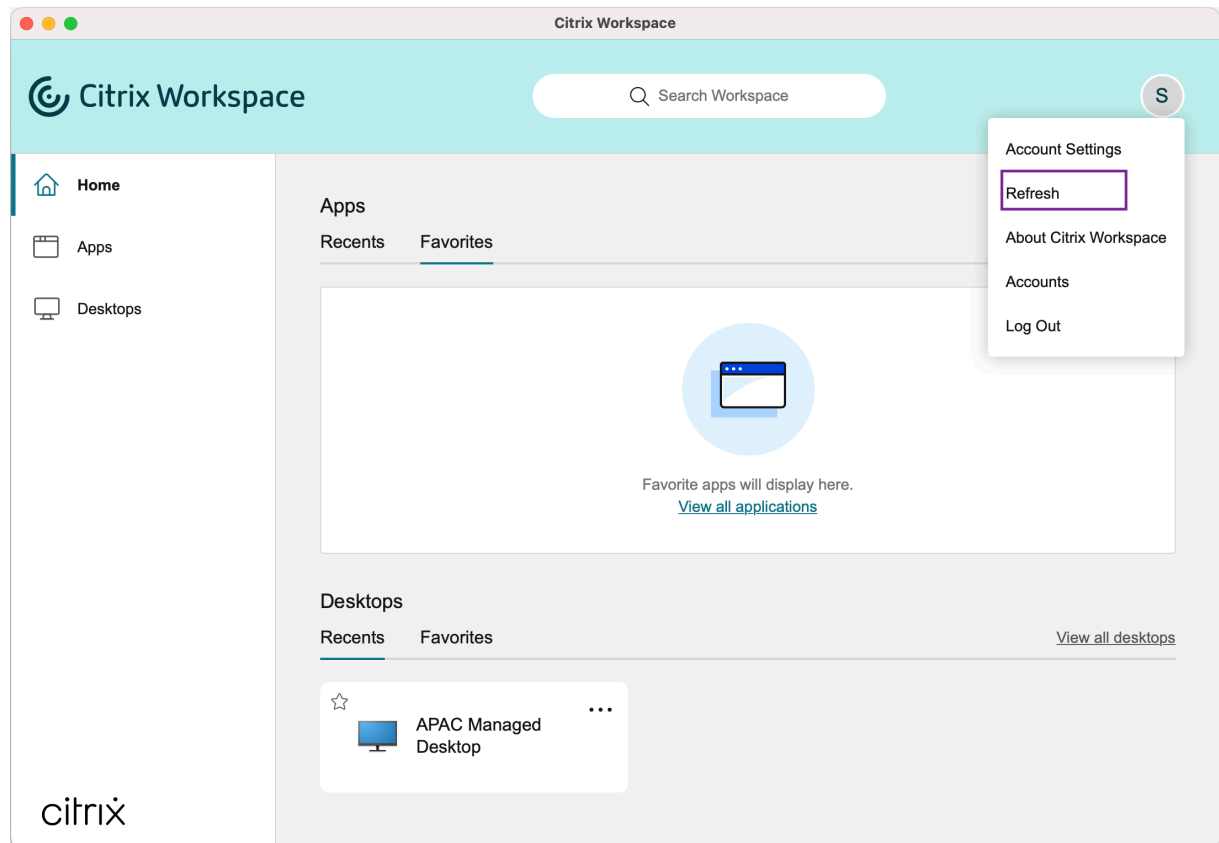 Citrix Workspace
Citrix Workspace
Search Workspace
S
Account Settings
Refresh
About Citrix Workspace
Accounts
Log Out
Home
Apps
Desktops
Apps
Recents Favorites
Favorite apps will display here.
View all applications
Desktops
Recents Favorites View all desktops
APAC Managed
Desktop
citrix